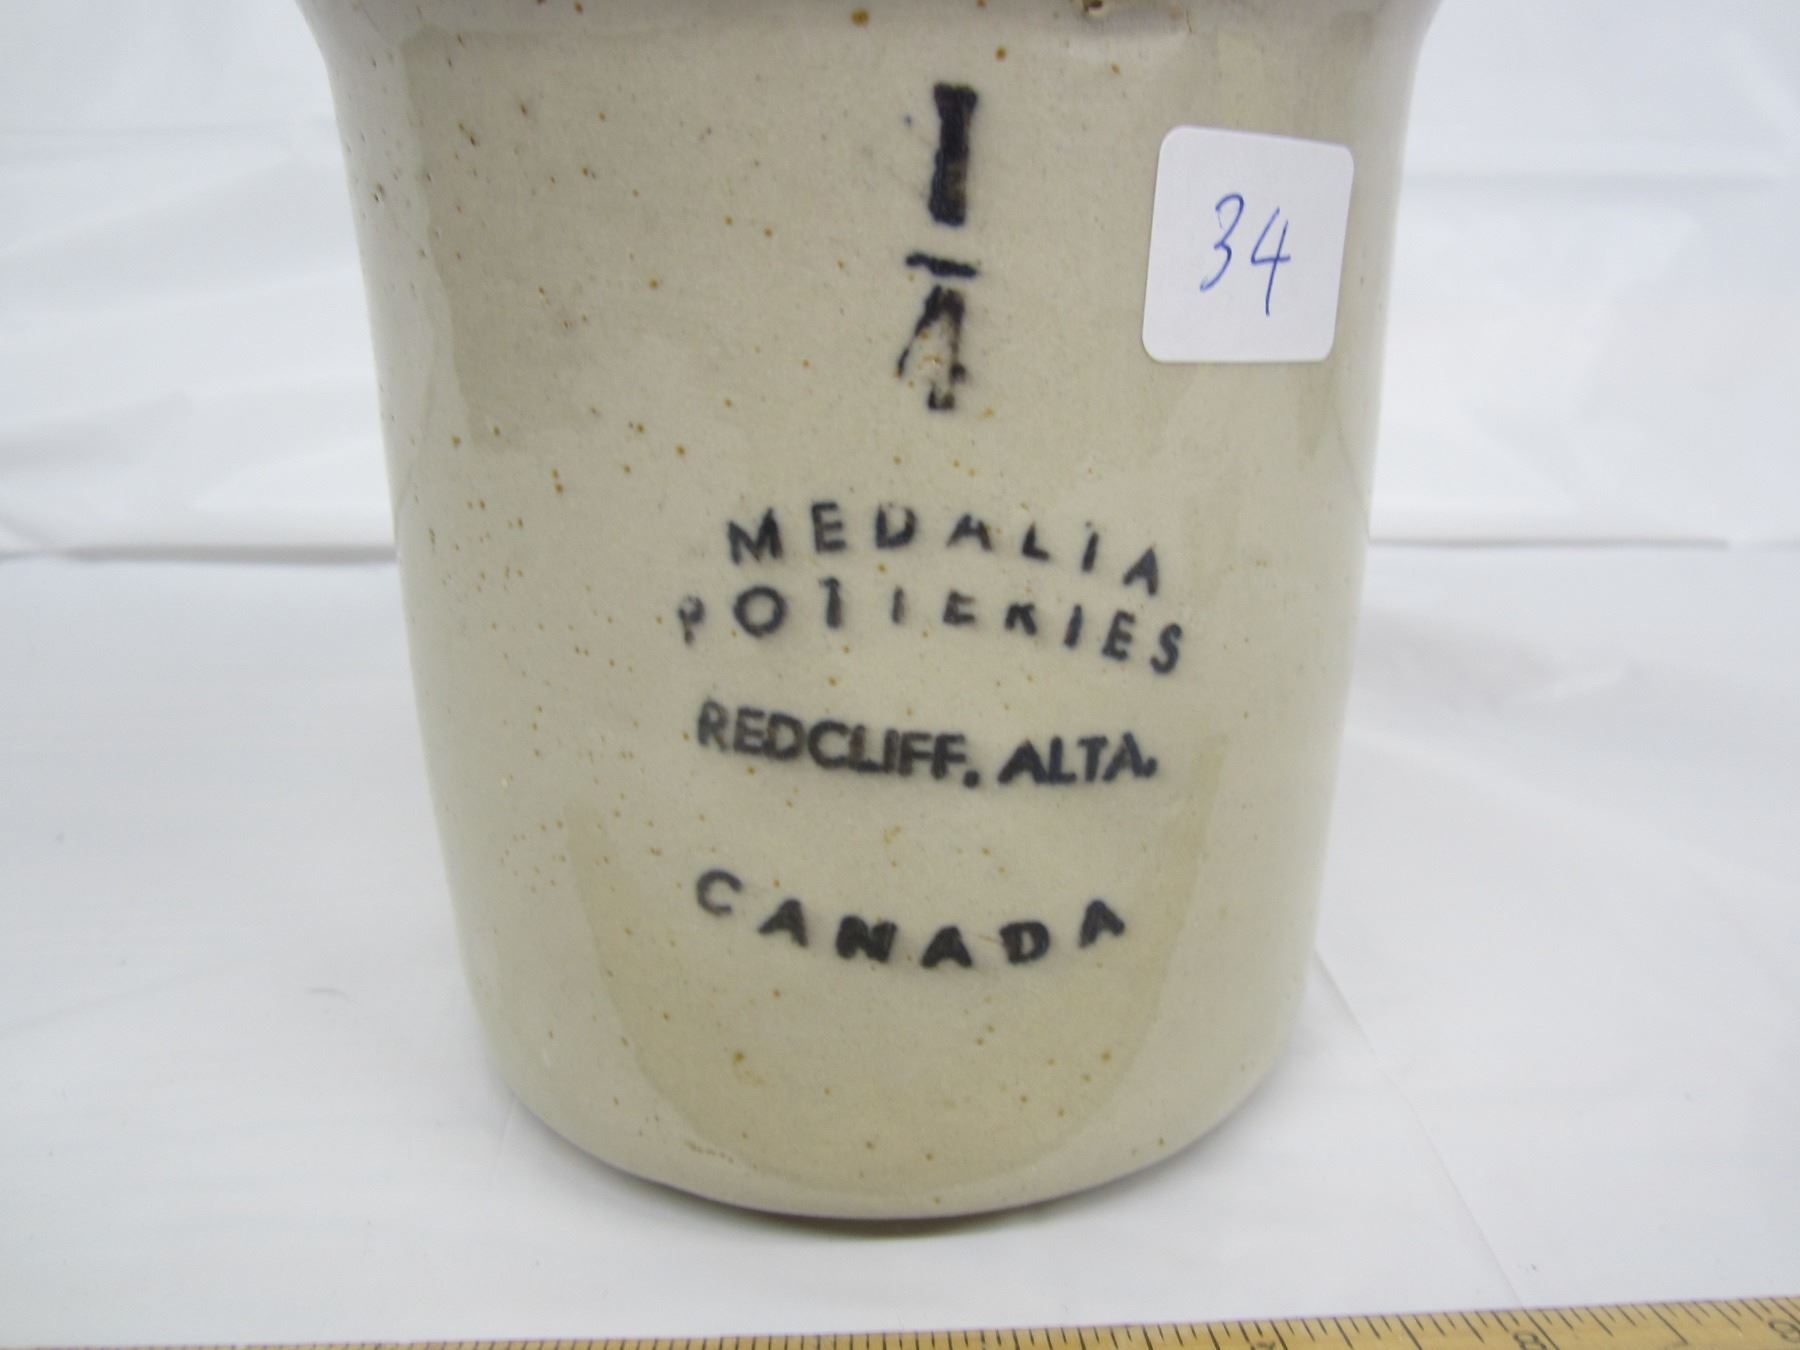 1
4
34
MEDALIA
POTTERIES
REDCLIFF. ALTA.
CANADA